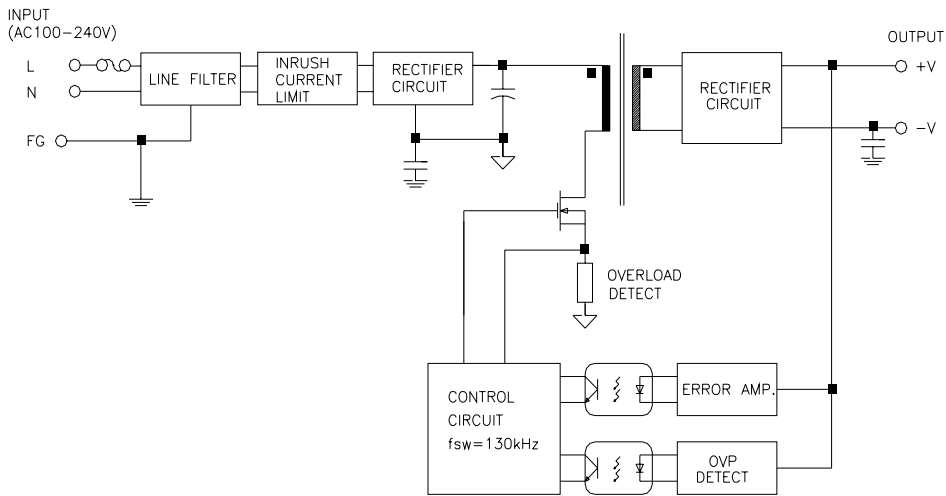 INPUT
(AC100-240V)
OUTPUT
L
LINE FILTER
INRUSH
CURRENT
LIMIT
RECTIFIER
CIRCUIT
RECTIFIER
CIRCUIT
+V
N
FG
-V
OVERLOAD
DETECT
CONTROL
CIRCUIT
fsw=130kHz
ERROR AMP.
OVP
DETECT